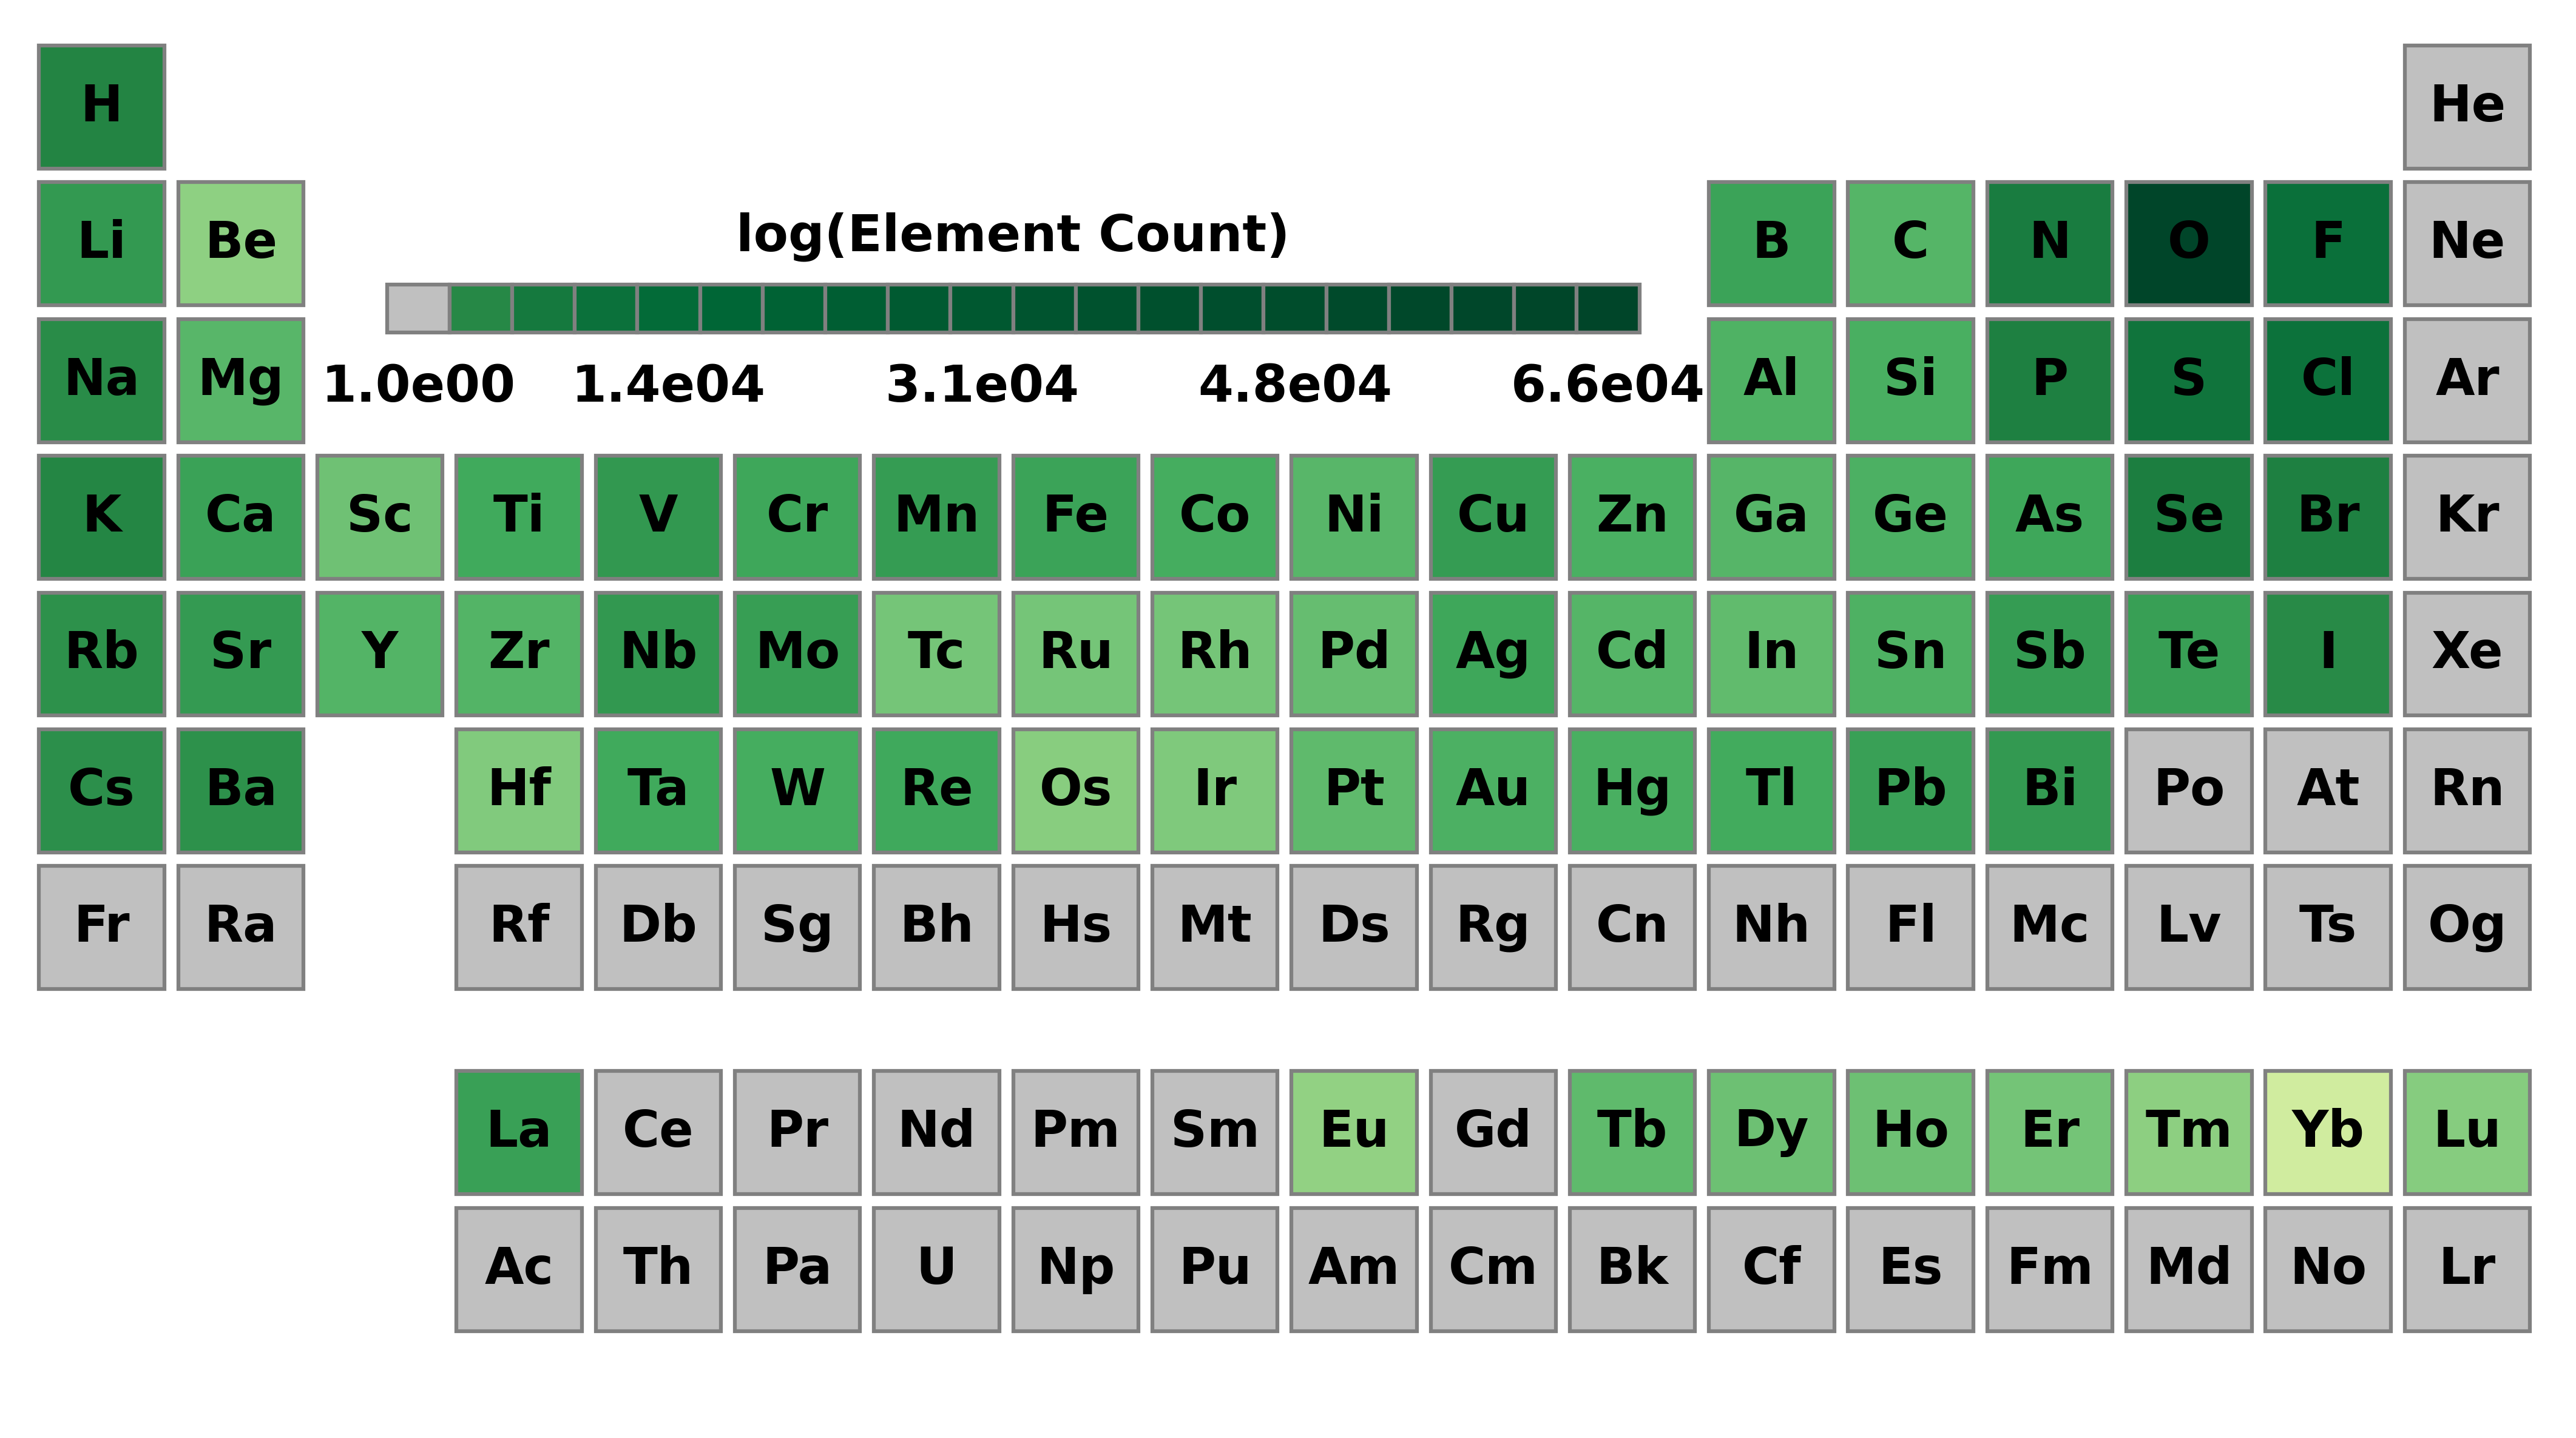 H He
Li Be B C N O F Ne
log(Element Count)
Na Mg Al Si P S Cl Ar
1.0e00 1.4e04 3.1e04 4.8e04 6.6e04
K Ca Sc Ti V Cr Mn Fe Co Ni Cu Zn Ga Ge As Se Br Kr
Rb Sr Y Zr Nb Mo Tc Ru Rh Pd Ag Cd In Sn Sb Te I Xe
Cs Ba Hf Ta W Re Os Ir Pt Au Hg Tl Pb Bi Po At Rn
Fr Ra Rf Db Sg Bh Hs Mt Ds Rg Cn Nh Fl Mc Lv Ts Og
La Ce Pr Nd Pm Sm Eu Gd Tb Dy Ho Er Tm Yb Lu
Ac Th Pa U Np Pu Am Cm Bk Cf Es Fm Md No Lr